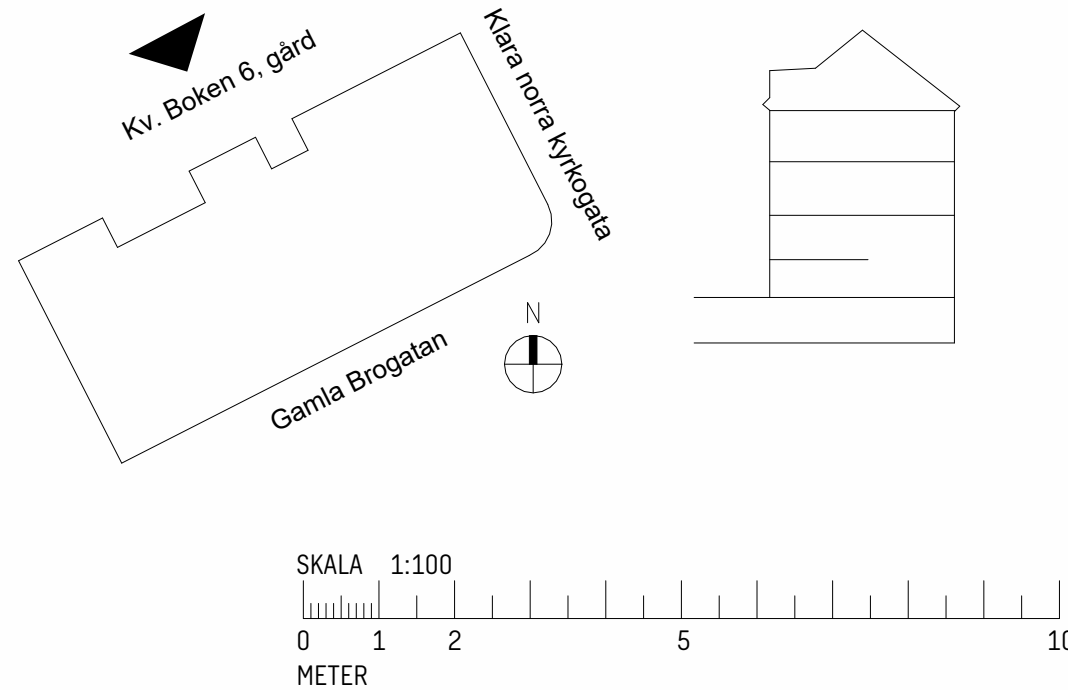 Kv. Boken 6, gård
Klara norra kyrkogata
Gamla Brogatan
N
SKALA 1:100
0 1 2 5 10
METER